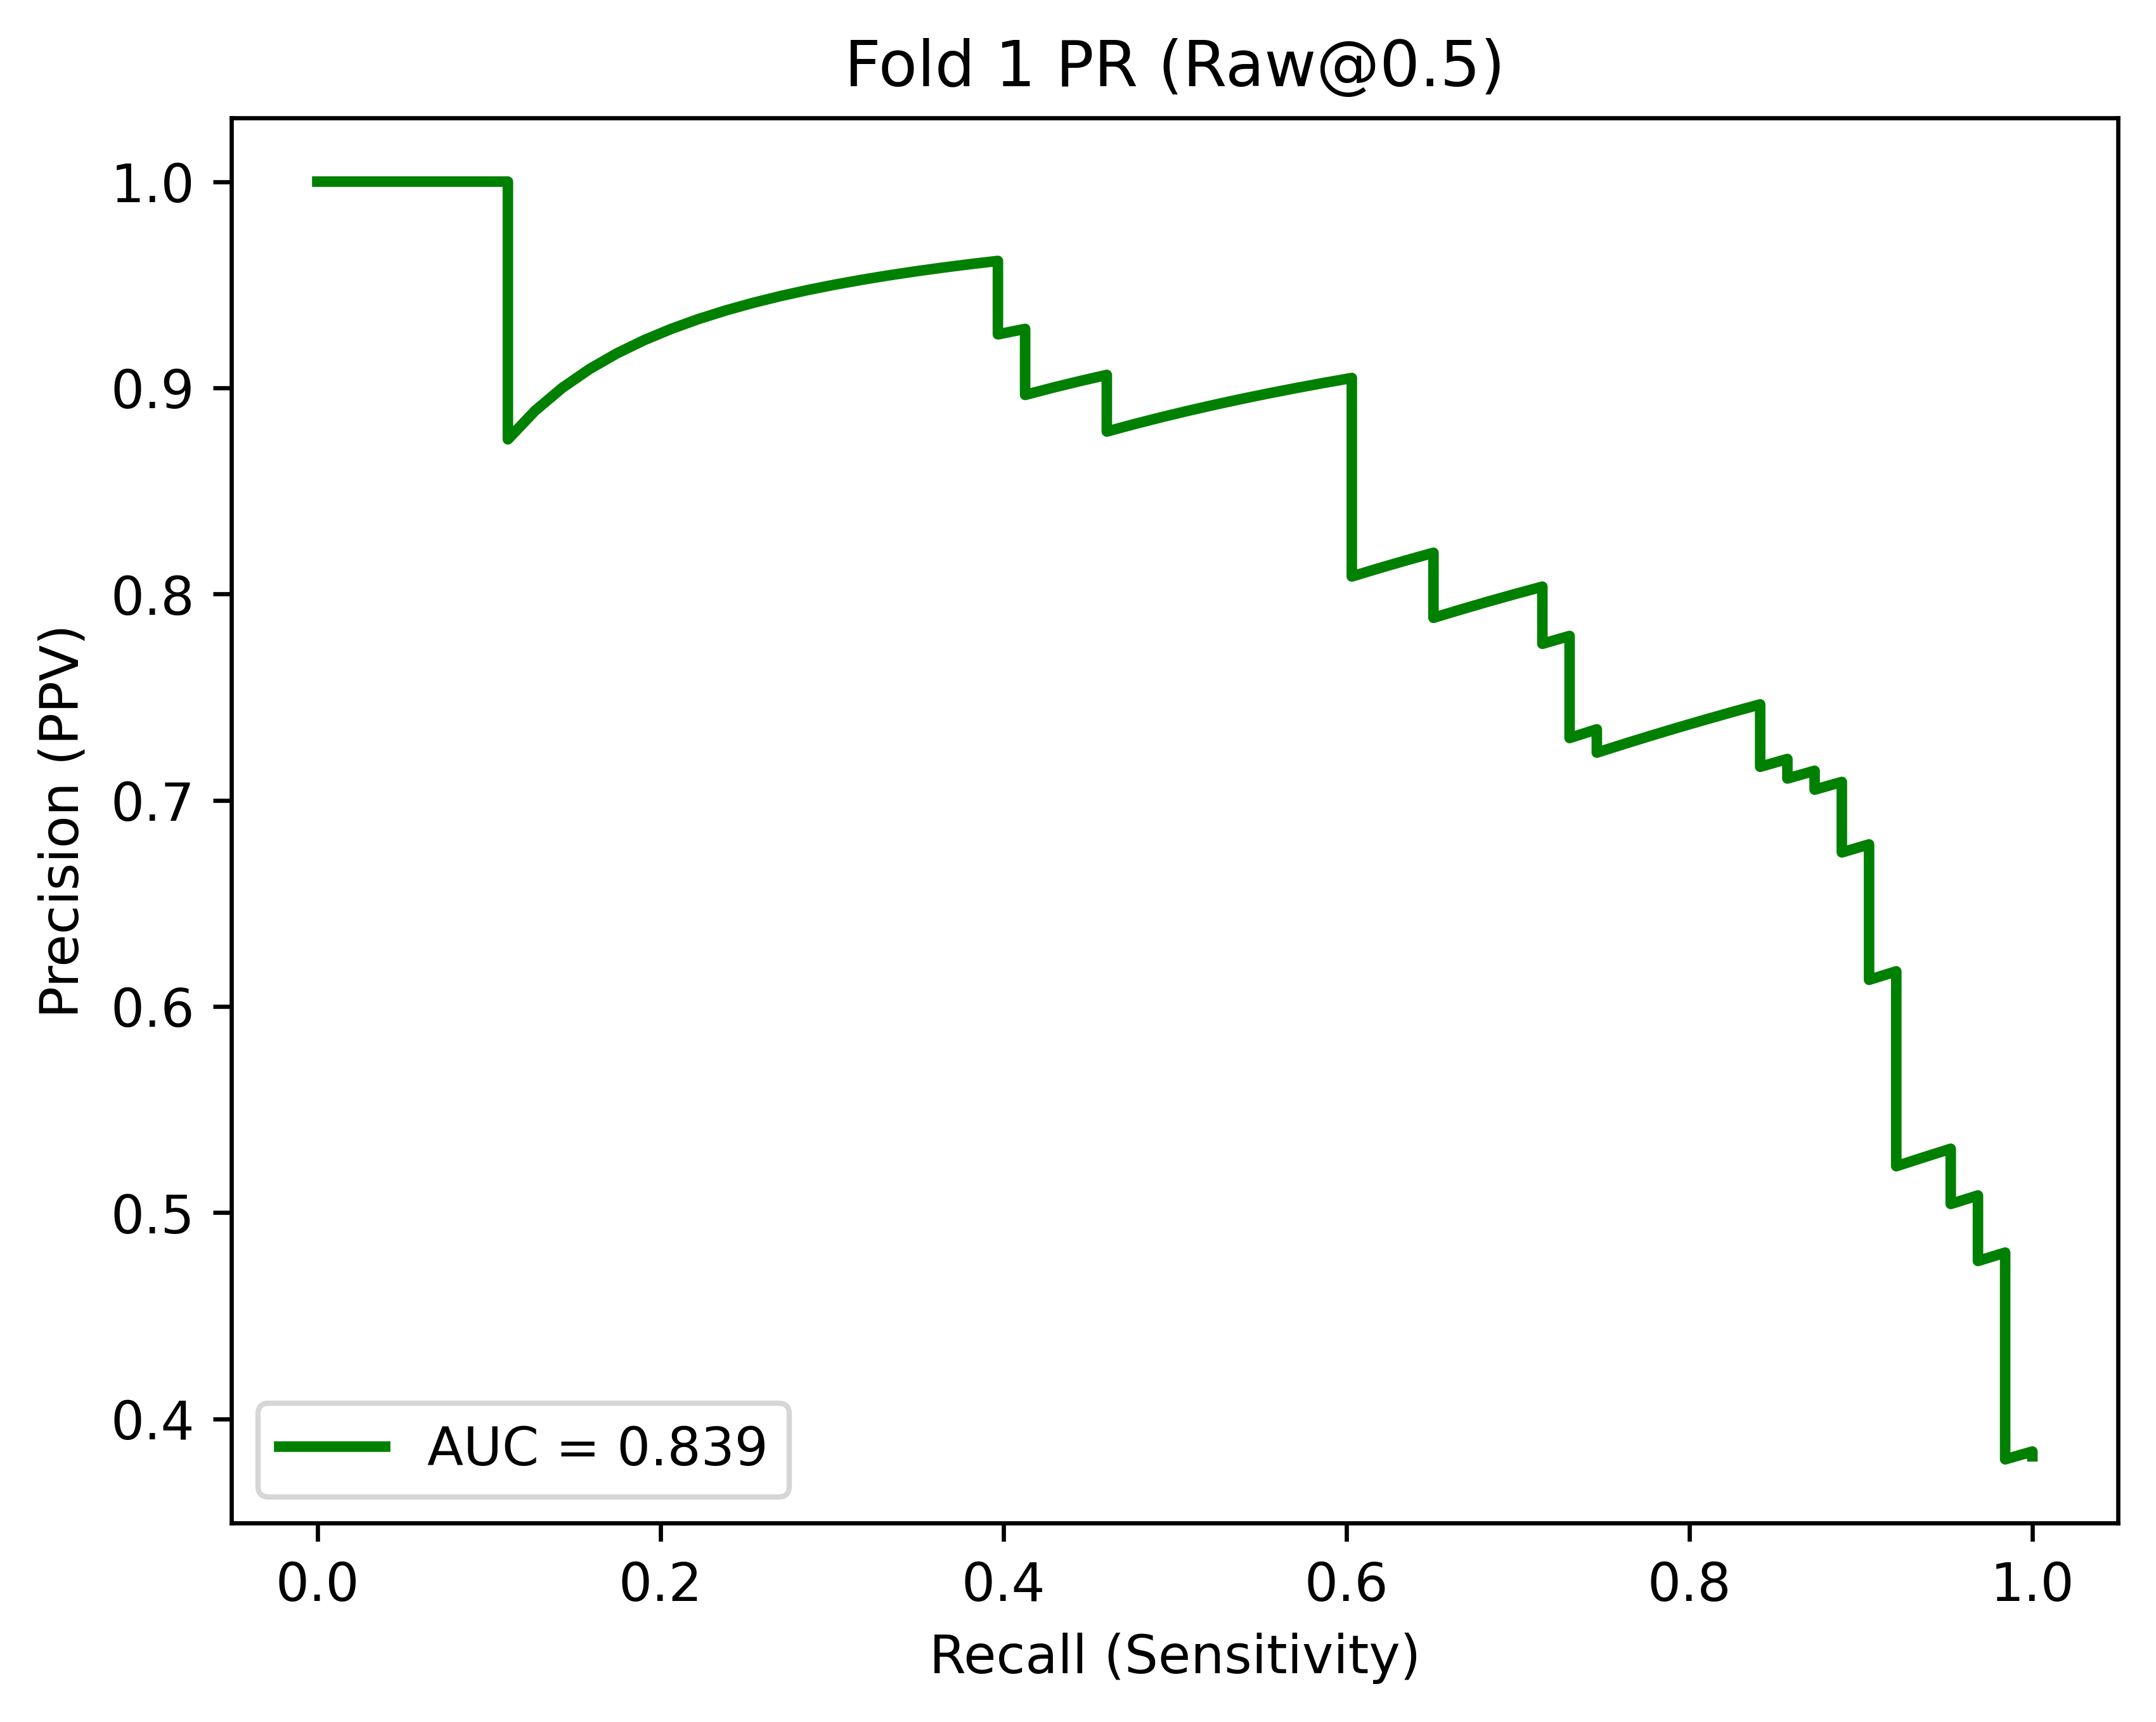 Fold 1 PR (Raw@0.5)
Precision (PPV)
1.0
0.9
0.8
0.7
0.6
0.5
0.4
AUC = 0.839
0.0 0.2 0.4 0.6 0.8 1.0
Recall (Sensitivity)